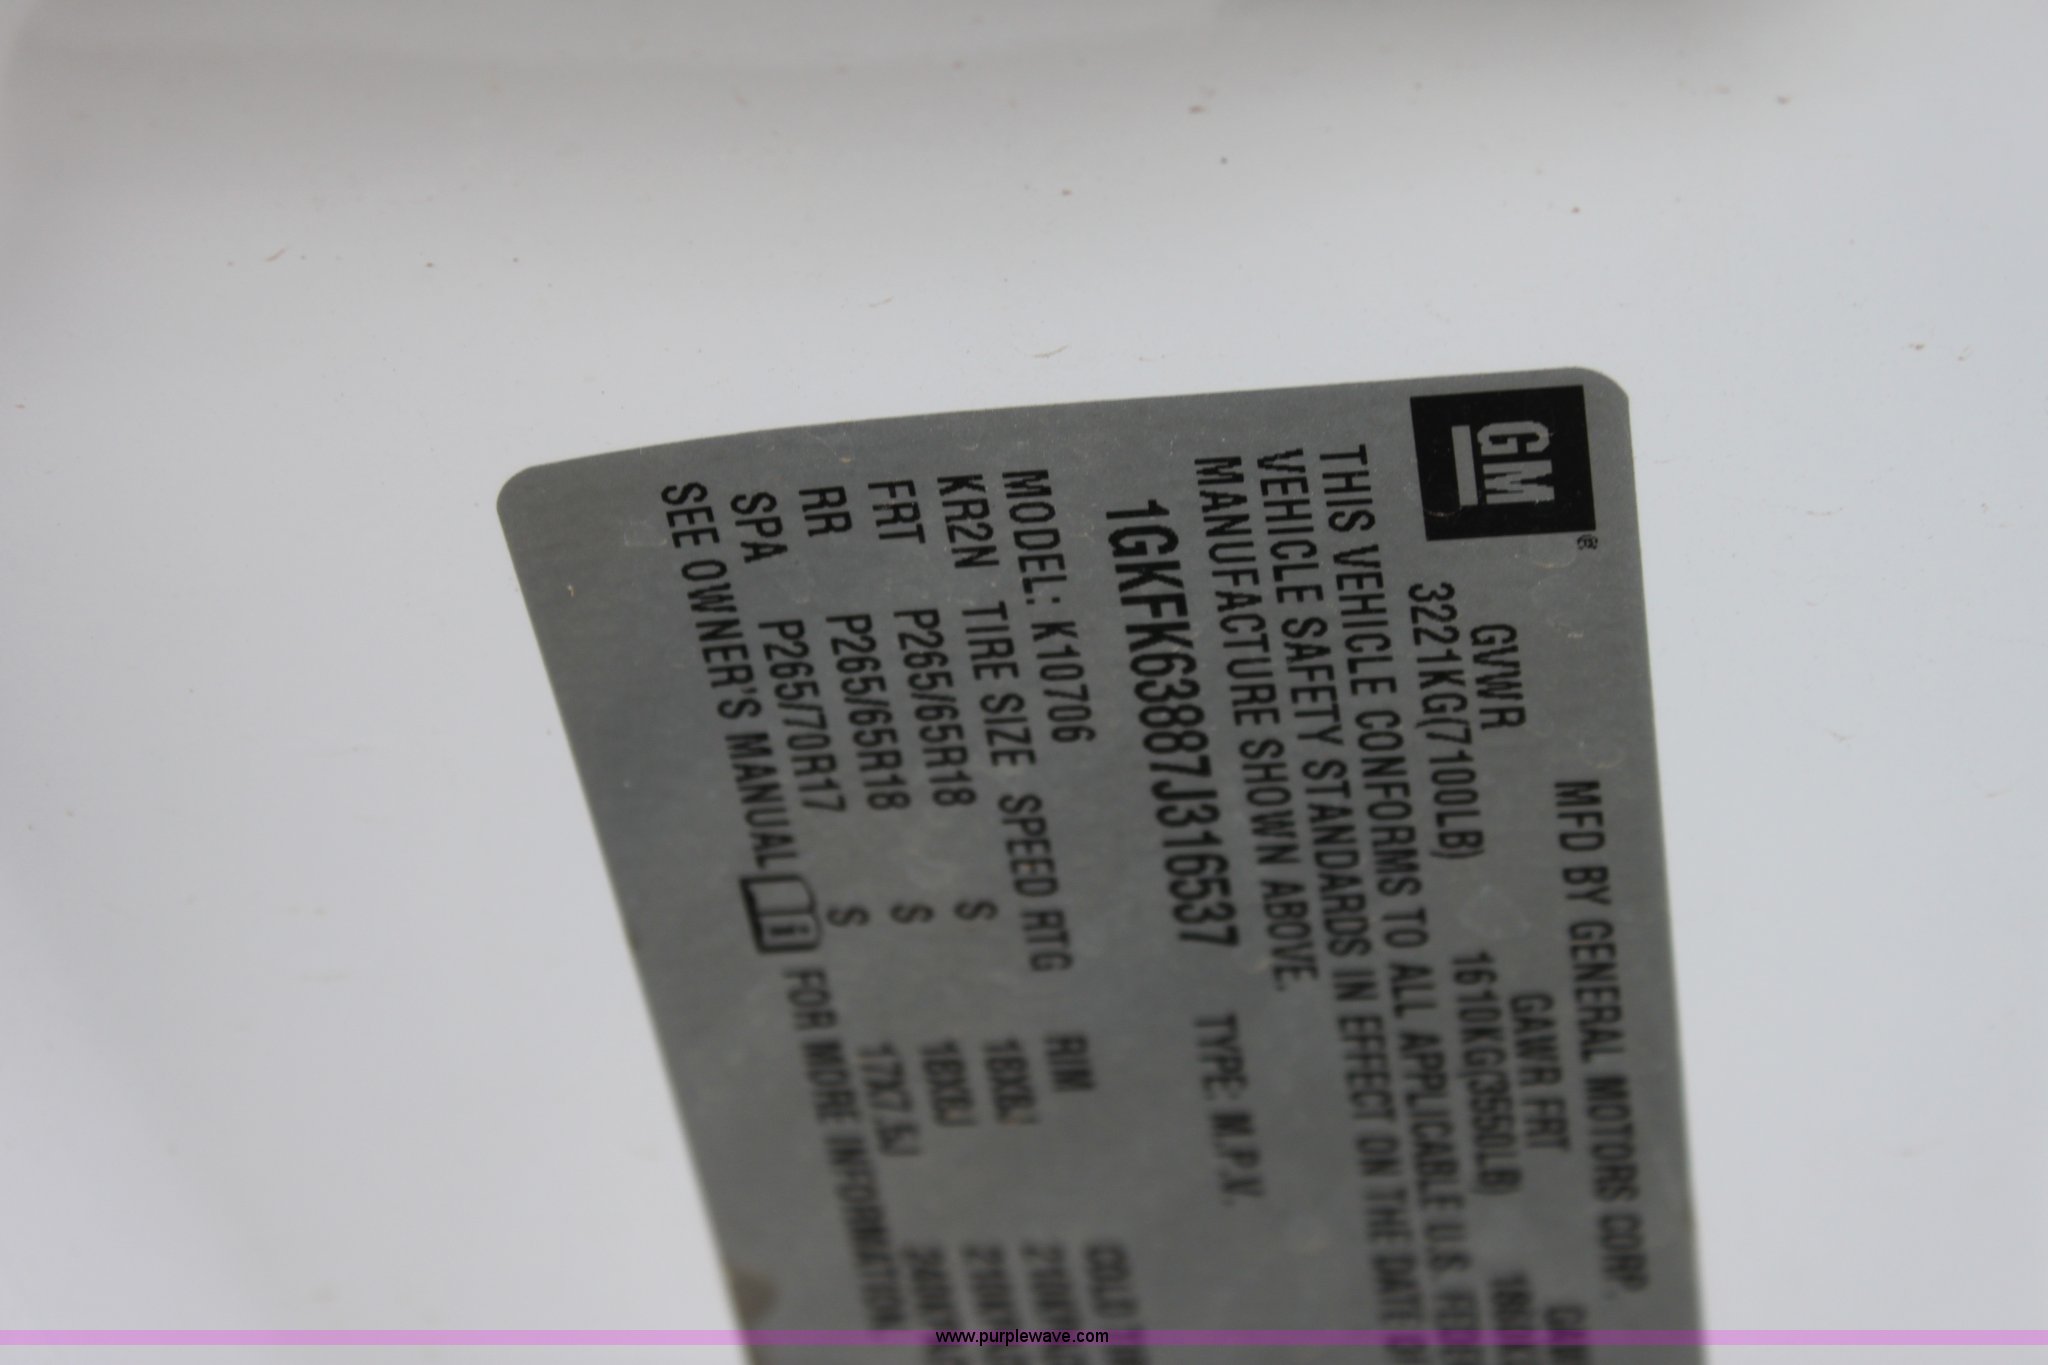 GM®
MFD BY GENERAL MOTORS CORP.
GVWR GAWR FRT
3221KG(7100LB) 1610KG(3550LB)
THIS VEHICLE CONFORMS TO ALL APPLICABLE U.S.
VEHICLE SAFETY STANDARDS IN EFFECT ON THE DATE
MANUFACTURE SHOWN ABOVE.
1GKFK63887J316537 TYPE: M.P.V.
MODEL: K10706
KR2N TIRE SIZE SPEED RTG RIM COLD
FRT P265/65R18 S 18X8J
RR P265/65R18 S 18X8J
SPA P265/70R17 S 17X7.5J
SEE OWNER'S MANUAL FOR MORE INFORMATION
www.purplewave.com